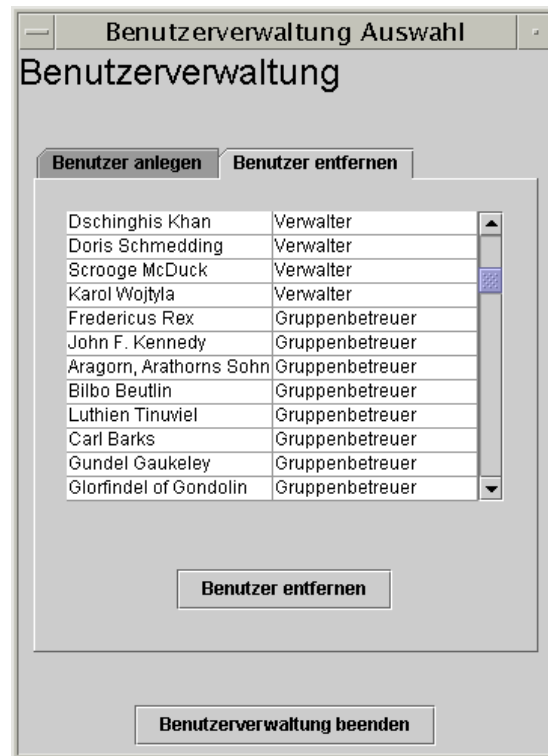 Benutzerverwaltung Auswahl
Benutzerverwaltung
Benutzer anlegen Benutzer entfernen
Dschinghis Khan Verwalter
Doris Schmedding Verwalter
Scrooge McDuck Verwalter
Karol Wojtyla Verwalter
Fredericus Rex Gruppenbetreuer
John F. Kennedy Gruppenbetreuer
Aragorn, Arathorns Sohn Gruppenbetreuer
Bilbo Beutlin Gruppenbetreuer
Luthien Tinuviel Gruppenbetreuer
Carl Barks Gruppenbetreuer
Gundel Gaukeley Gruppenbetreuer
Glorfindel of Gondolin Gruppenbetreuer
Benutzer entfernen
Benutzerverwaltung beenden